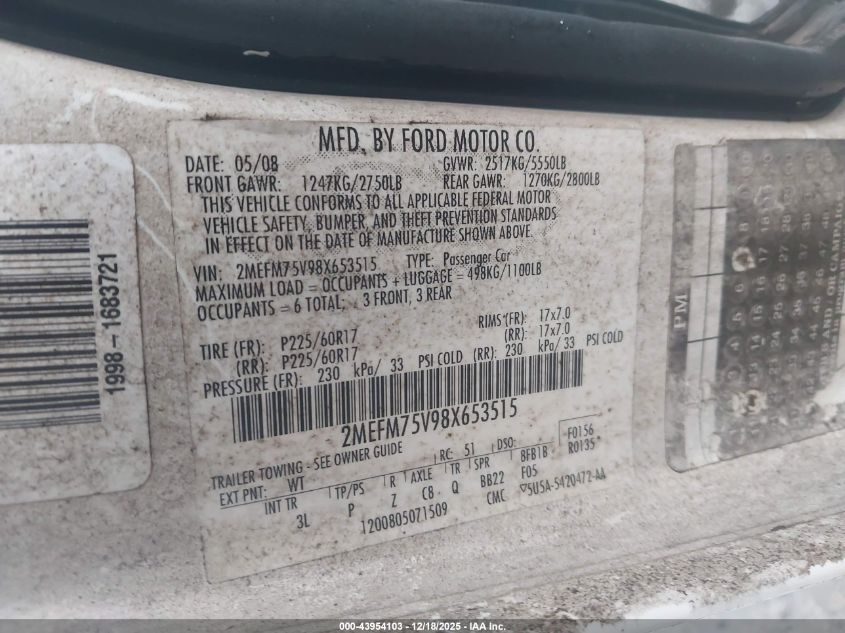 MFD. BY FORD MOTOR CO.
DATE: 05/08 GVWR: 2517KG/5550LB
FRONT GAWR: 1247KG/2750LB REAR GAWR: 1270KG/2800LB
THIS VEHICLE CONFORMS TO ALL APPLICABLE FEDERAL MOTOR
VEHICLE SAFETY, BUMPER, AND THEFT PREVENTION STANDARDS
IN EFFECT ON THE DATE OF MANUFACTURE SHOWN ABOVE.
VIN: 2MEFM75V98X653515 TYPE: Passenger Car
MAXIMUM LOAD = OCCUPANTS + LUGGAGE = 498KG/1100LB
OCCUPANTS = 6 TOTAL; 3 FRONT, 3 REAR
TIRE (FR): P225/60R17 RIMS(FR): 17x7.0
(RR): P225/60R17 (RR): 17x7.0
PRESSURE (FR): 230 kPa/ 33 PSI COLD (RR): 230 kPa/ 33 PSI COLD
2MEFM75V98X653515
TRAILER TOWING - SEE OWNER GUIDE
EXT PNT: WT RC: 51 DSO: F0156
INT TR TP/PS R AXLE TR SPR 8FB1B R0135
3L P Z C8 Q BB22 F05
1200805071509 CMC ▽5U5A-5420472-AA
1998-1683721
PM
000-43954103 - 12/18/2025 - IAA Inc.